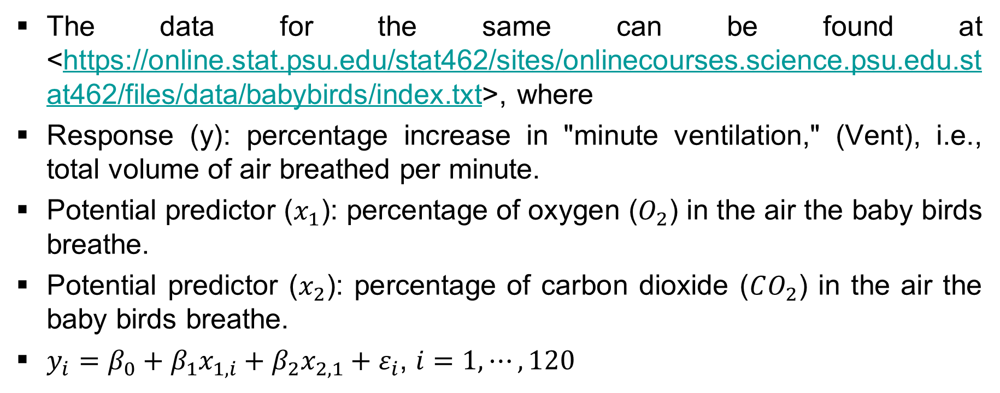 ▪ The data for the same can be found at
<https://online.stat.psu.edu/stat462/sites/onlinecourses.science.psu.edu.st
at462/files/data/babybirds/index.txt>, where
▪ Response (y): percentage increase in "minute ventilation," (Vent), i.e.,
total volume of air breathed per minute.
▪ Potential predictor (𝑥₁): percentage of oxygen (𝑂₂) in the air the baby birds
breathe.
▪ Potential predictor (𝑥₂): percentage of carbon dioxide (𝐶𝑂₂) in the air the
baby birds breathe.
▪ 𝑦ᵢ = 𝛽₀ + 𝛽₁𝑥₁,ᵢ + 𝛽₂𝑥₂,₁ + 𝜀ᵢ, 𝑖 = 1, ⋯ , 120